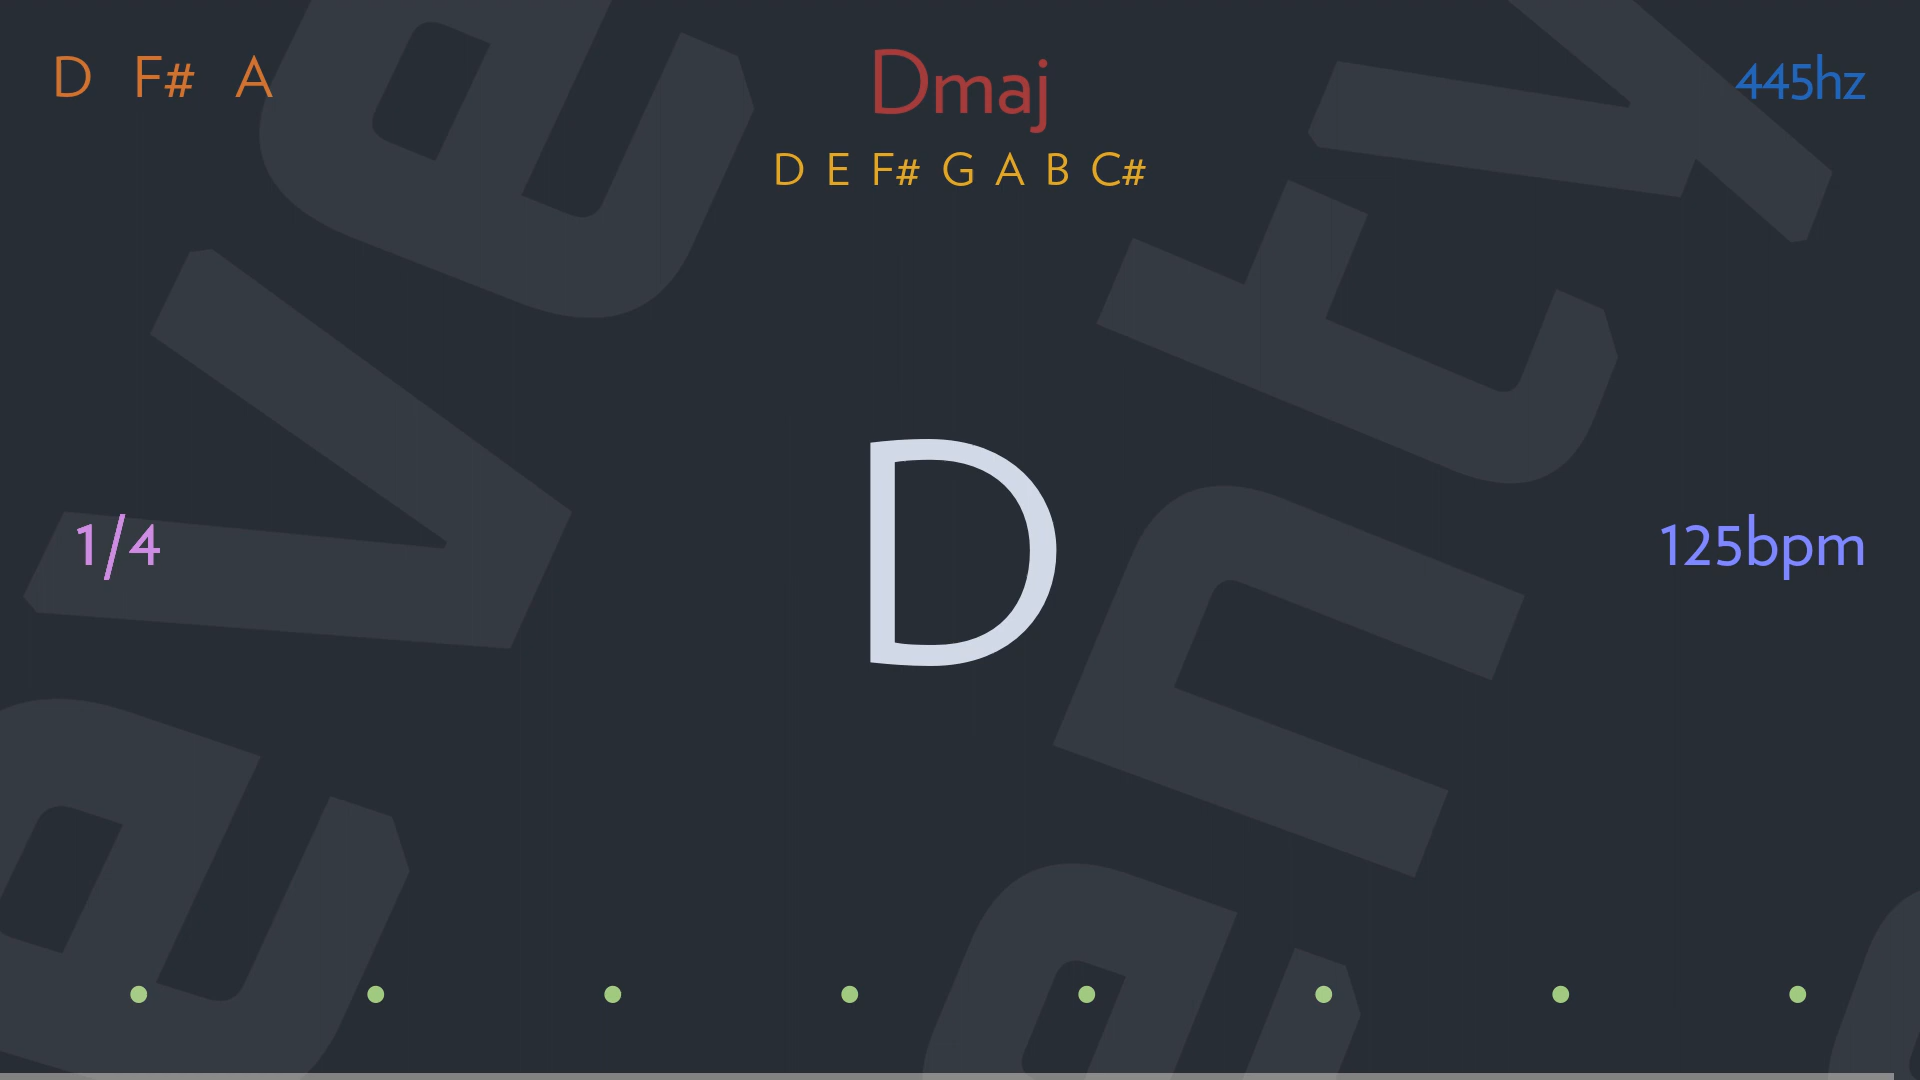 D F# A
Dmaj
445hz
D E F# G A B C#
1/4
D
125bpm